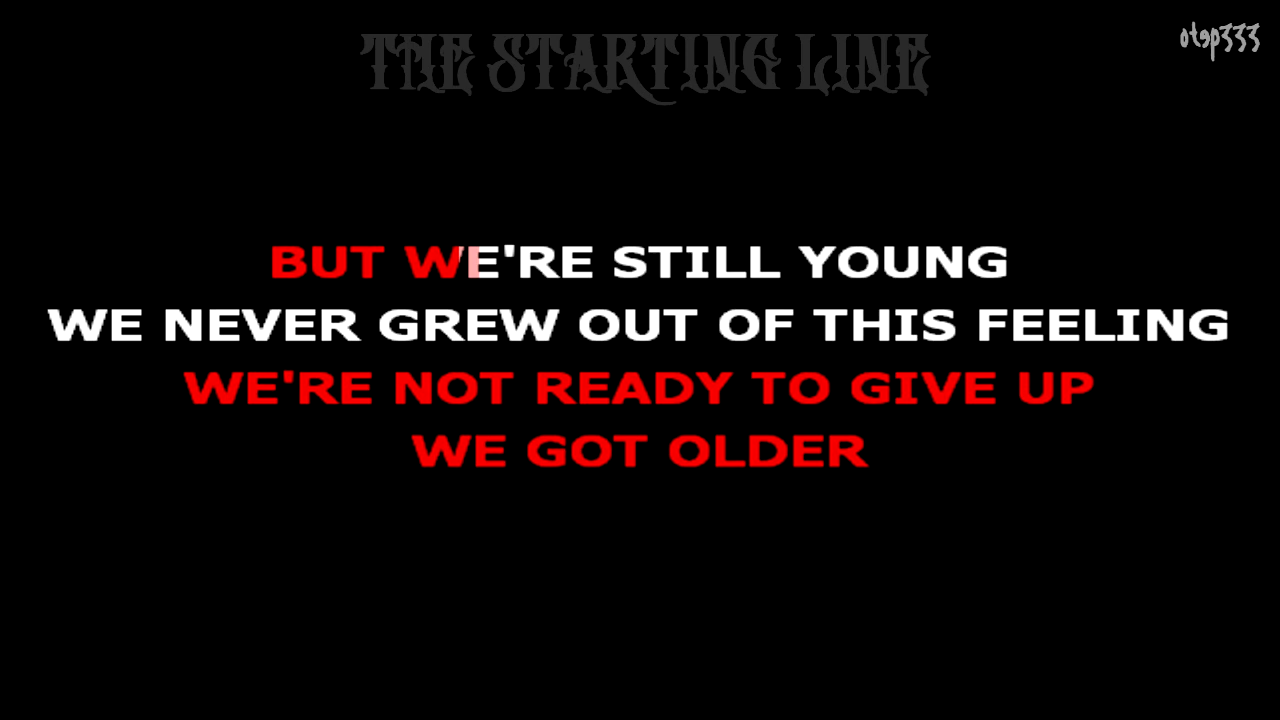 THE STARTING LINE
otep333
BUT WE'RE STILL YOUNG
WE NEVER GREW OUT OF THIS FEELING
WE'RE NOT READY TO GIVE UP
WE GOT OLDER